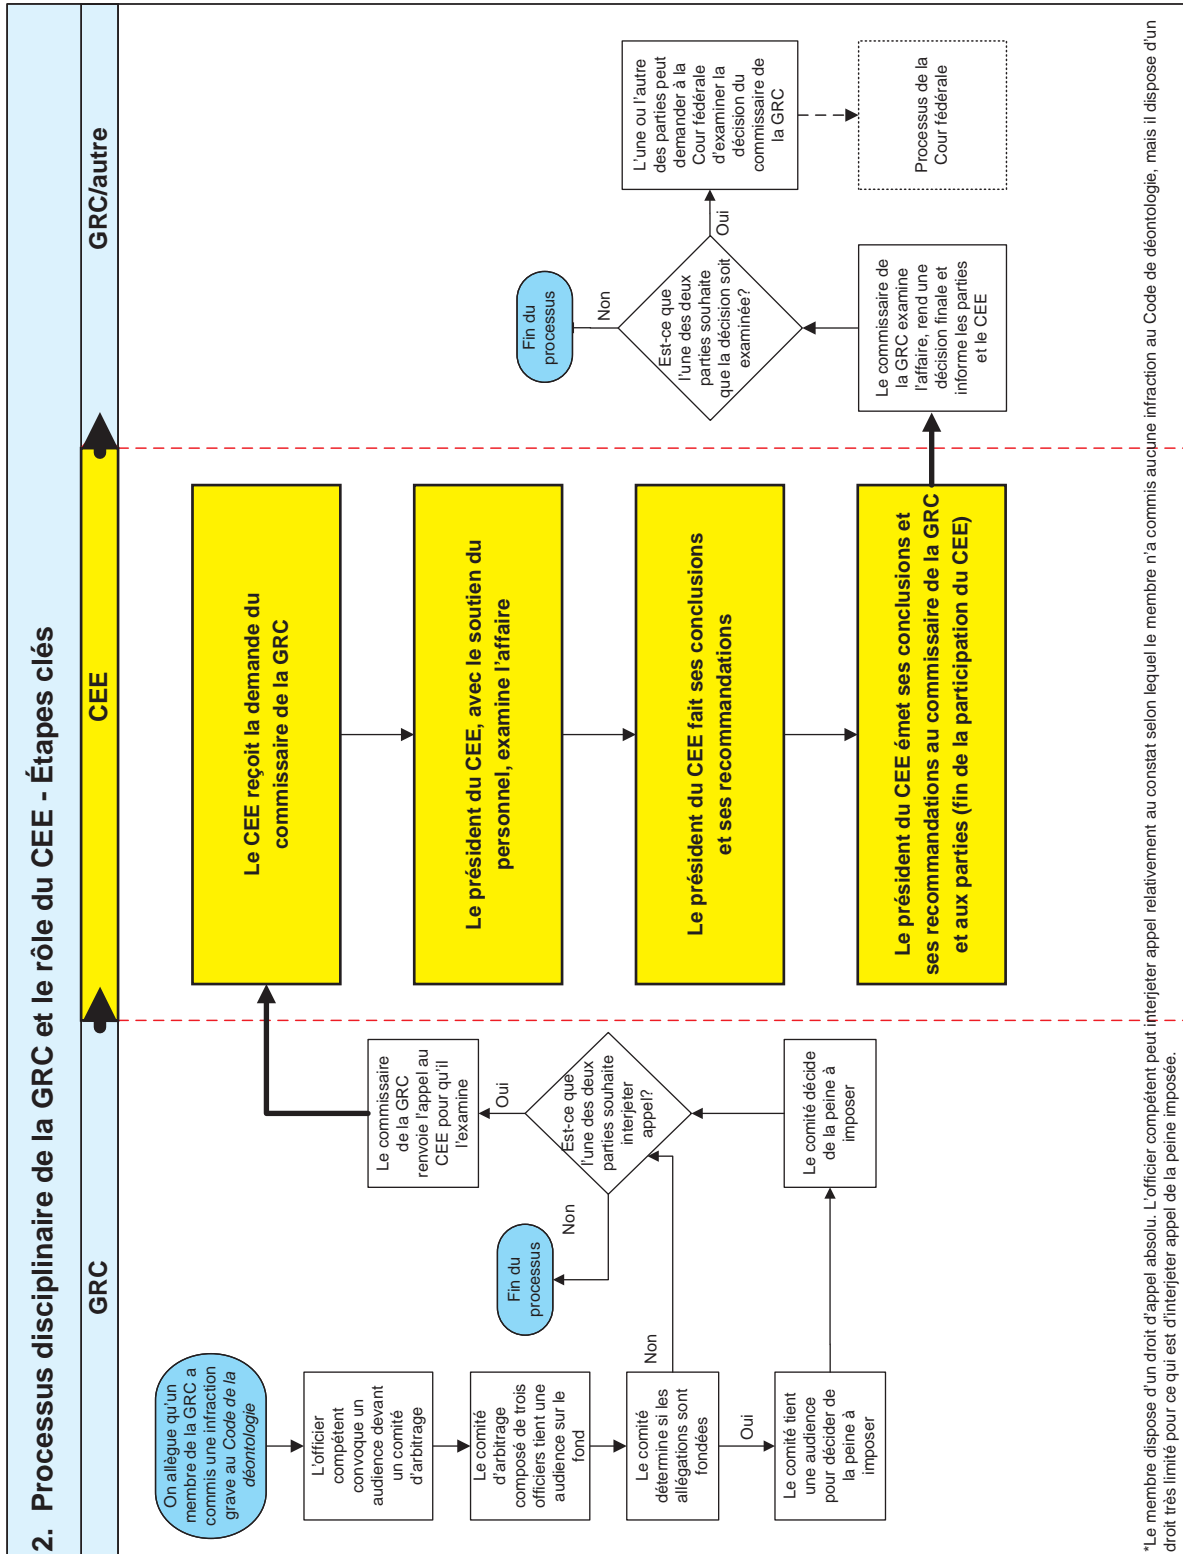 2. Processus disciplinaire de la GRC et le rôle du CEE - Étapes clés
GRC
CEE
GRC/autre
On allègue qu'un
membre de la GRC a
commis une infraction
grave au Code de la
déontologie
L'officier
compétent
convoque un
audience devant
un comité
d'arbitrage
Le comité
d'arbitrage
composé de trois
officiers tient une
audience sur le
fond
Le comité
détermine si les
allégations sont
fondées
Non
Oui
Le comité tient
une audience
pour décider de
la peine à
imposer
Le comité décide
de la peine à
imposer
Est-ce que
l'une des deux
parties souhaite
interjeter
appel?
Non
Fin du
processus
Oui
Le commissaire
de la GRC
renvoie l'appel au
CEE pour qu'il
l'examine
Le CEE reçoit la demande du
commissaire de la GRC
Le président du CEE, avec le soutien du
personnel, examine l'affaire
Le président du CEE fait ses conclusions
et ses recommandations
Le président du CEE émet ses conclusions et
ses recommandations au commissaire de la GRC
et aux parties (fin de la participation du CEE)
Le commissaire de
la GRC examine
l'affaire, rend une
décision finale et
informe les parties
et le CEE
Est-ce que
l'une des deux
parties souhaite
que la décision soit
examinée?
Non
Fin du
processus
Oui
L'une ou l'autre
des parties peut
demander à la
Cour fédérale
d'examiner la
décision du
commissaire de
la GRC
Processus de la
Cour fédérale
*Le membre dispose d'un droit d'appel absolu. L'officier compétent peut interjeter appel relativement au constat selon lequel le membre n'a commis aucune infraction au Code de déontologie, mais il dispose d'un
droit très limité pour ce qui est d'interjeter appel de la peine imposée.